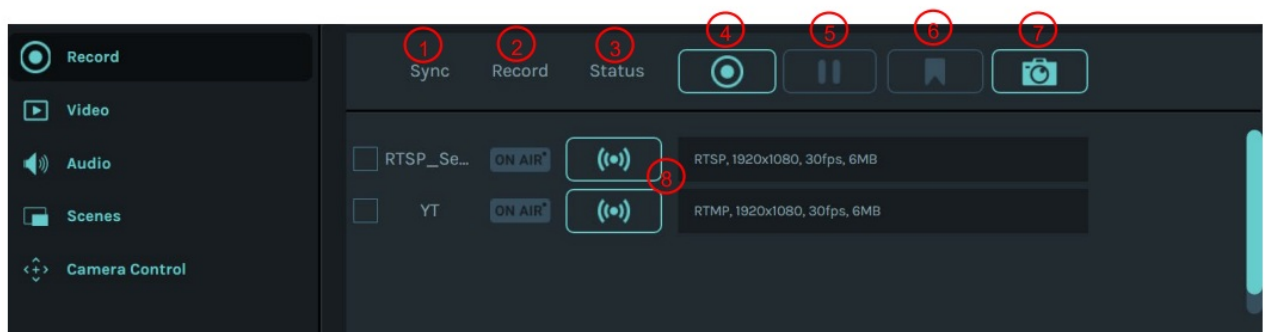 1 2 3 4 5 6 7
Record
Sync Record Status
Video
Audio
RTSP_Se... ON AIR RTSP, 1920x1080, 30fps, 6MB
8
Scenes
YT ON AIR RTMP, 1920x1080, 30fps, 6MB
Camera Control